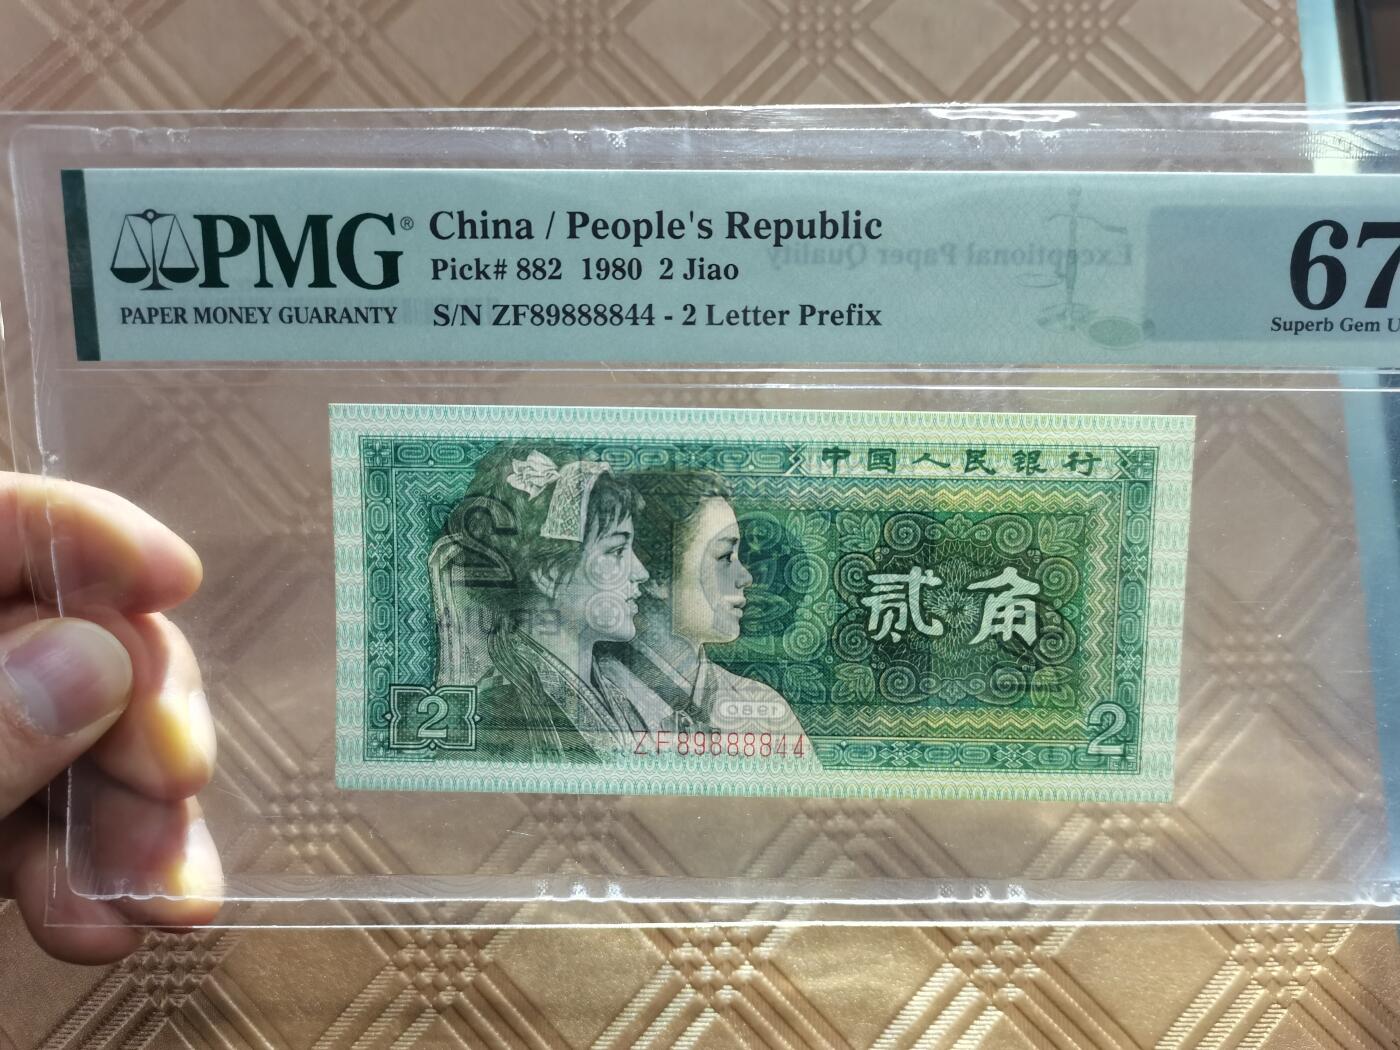 PMG®
PAPER MONEY GUARANTY
China / People's Republic
Pick# 882 1980 2 Jiao
S/N ZF89888844 - 2 Letter Prefix
Exceptional Paper Quality
67
Superb Gem U
中国人民银行
贰角
2
2
1980
ZF89888844